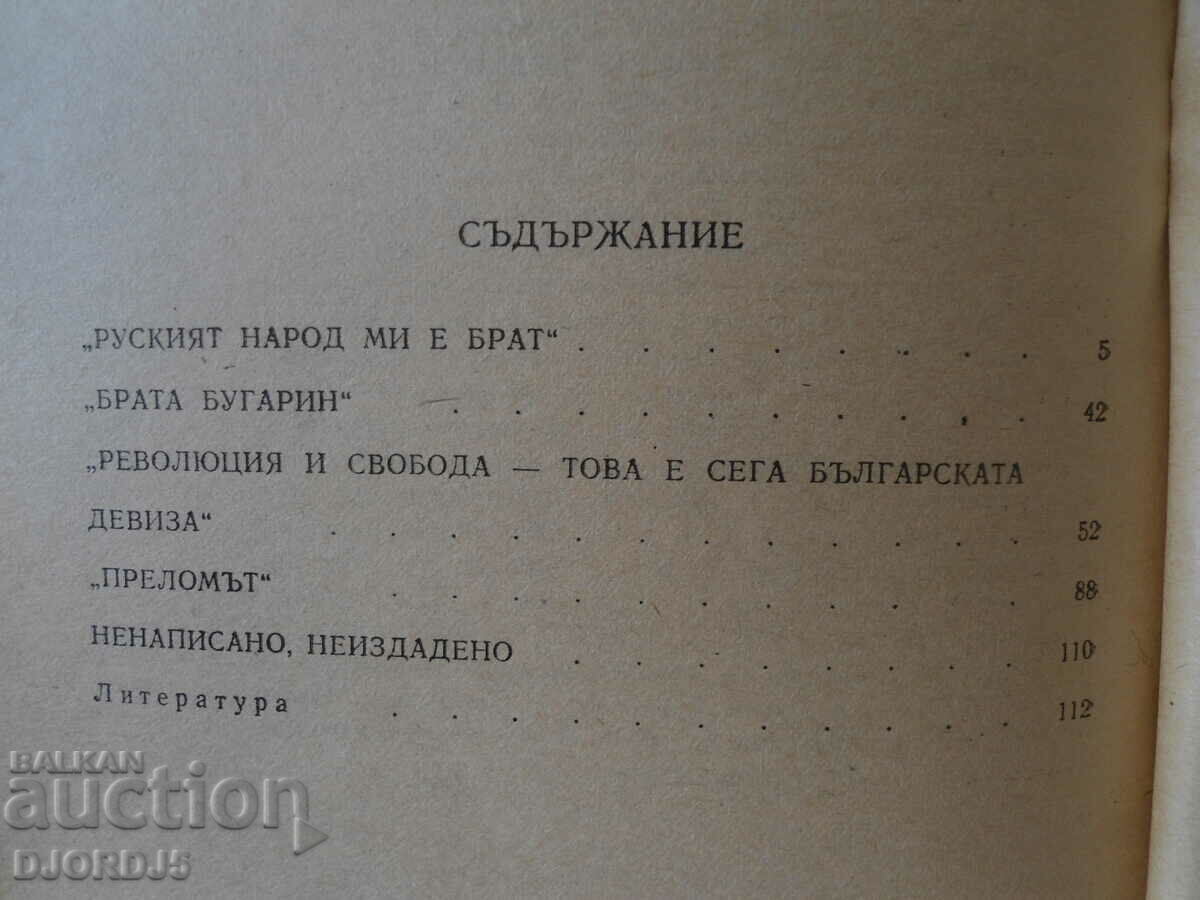 СЪДЪРЖАНИЕ
„РУСКИЯТ НАРОД МИ Е БРАТ“ . . . . . . . . 5
„БРАТА БУГАРИН“ . . . . . . . . . . 42
„РЕВОЛЮЦИЯ И СВОБОДА — ТОВА Е СЕГА БЪЛГАРСКАТА
ДЕВИЗА“ . . . . . . . . . . . . 52
„ПРЕЛОМЪТ“ . . . . . . . . . . 88
НЕНАПИСАНО, НЕИЗДАДЕНО . . . . . . . . 110
Литература . . . . . . . . . . . 112
BALKAN
auction
DJORDJ5